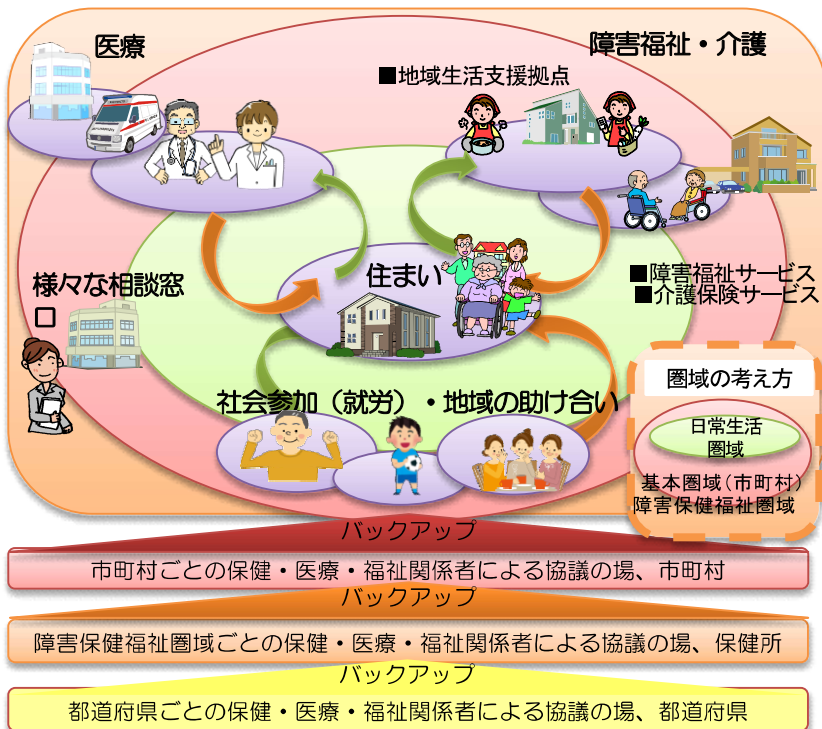 医療
障害福祉・介護
■地域生活支援拠点
住まい
■障害福祉サービス
■介護保険サービス
様々な相談窓
口
社会参加（就労）・地域の助け合い
圏域の考え方
日常生活
圏域
基本圏域（市町村）
障害保健福祉圏域
バックアップ
市町村ごとの保健・医療・福祉関係者による協議の場、市町村
バックアップ
障害保健福祉圏域ごとの保健・医療・福祉関係者による協議の場、保健所
バックアップ
都道府県ごとの保健・医療・福祉関係者による協議の場、都道府県